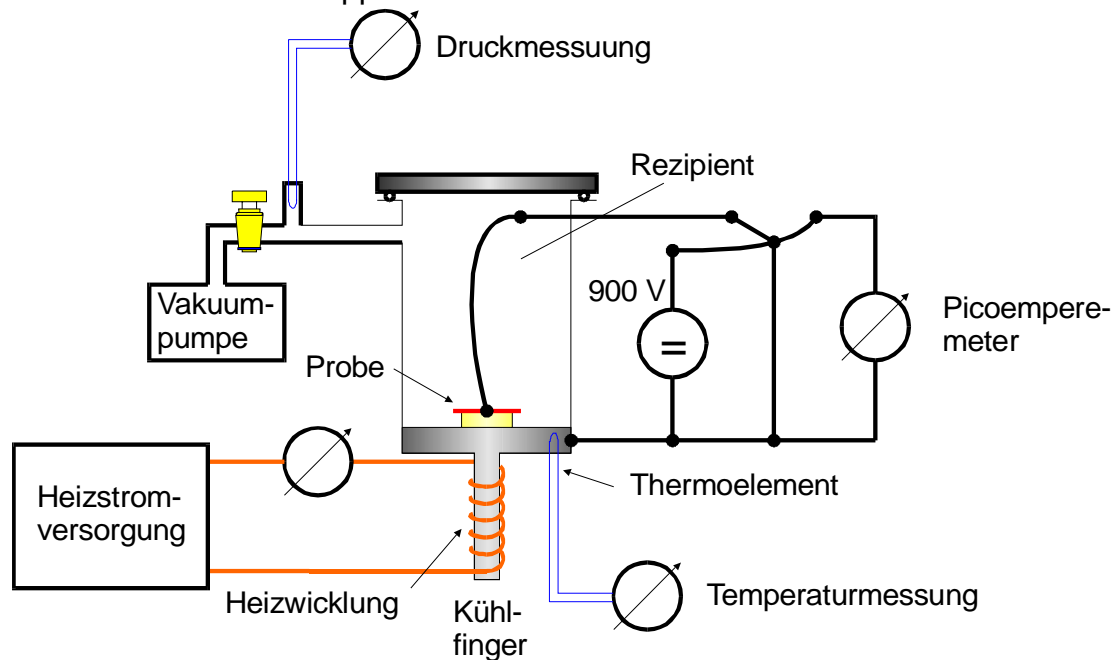 Druckmessuung
Rezipient
900 V
Vakuum-
pumpe
Picoempere-
meter
Probe
=
Heizstrom-
versorgung
Thermoelement
Heizwicklung
Kühl-
finger
Temperaturmessung